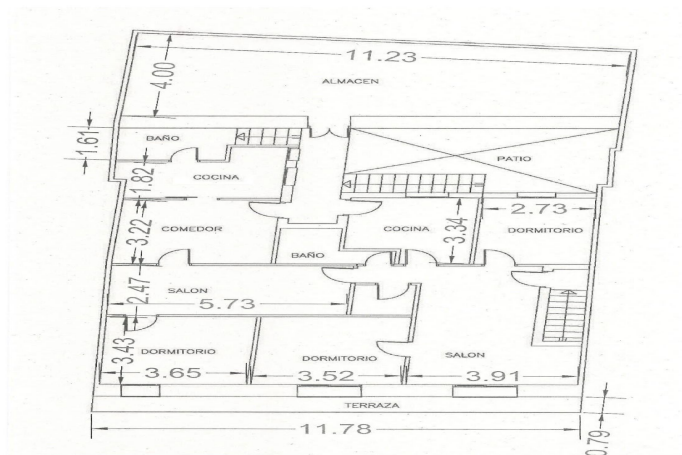 11.23
4.00
ALMACEN
1.61
BAÑO
PATIO
1.82
COCINA
2.73
3.22
COMEDOR
COCINA
3.34
DORMITORIO
BAÑO
2.47
SALON
5.73
3.43
DORMITORIO
DORMITORIO
SALON
3.65
3.52
3.91
TERRAZA
11.78
0.79